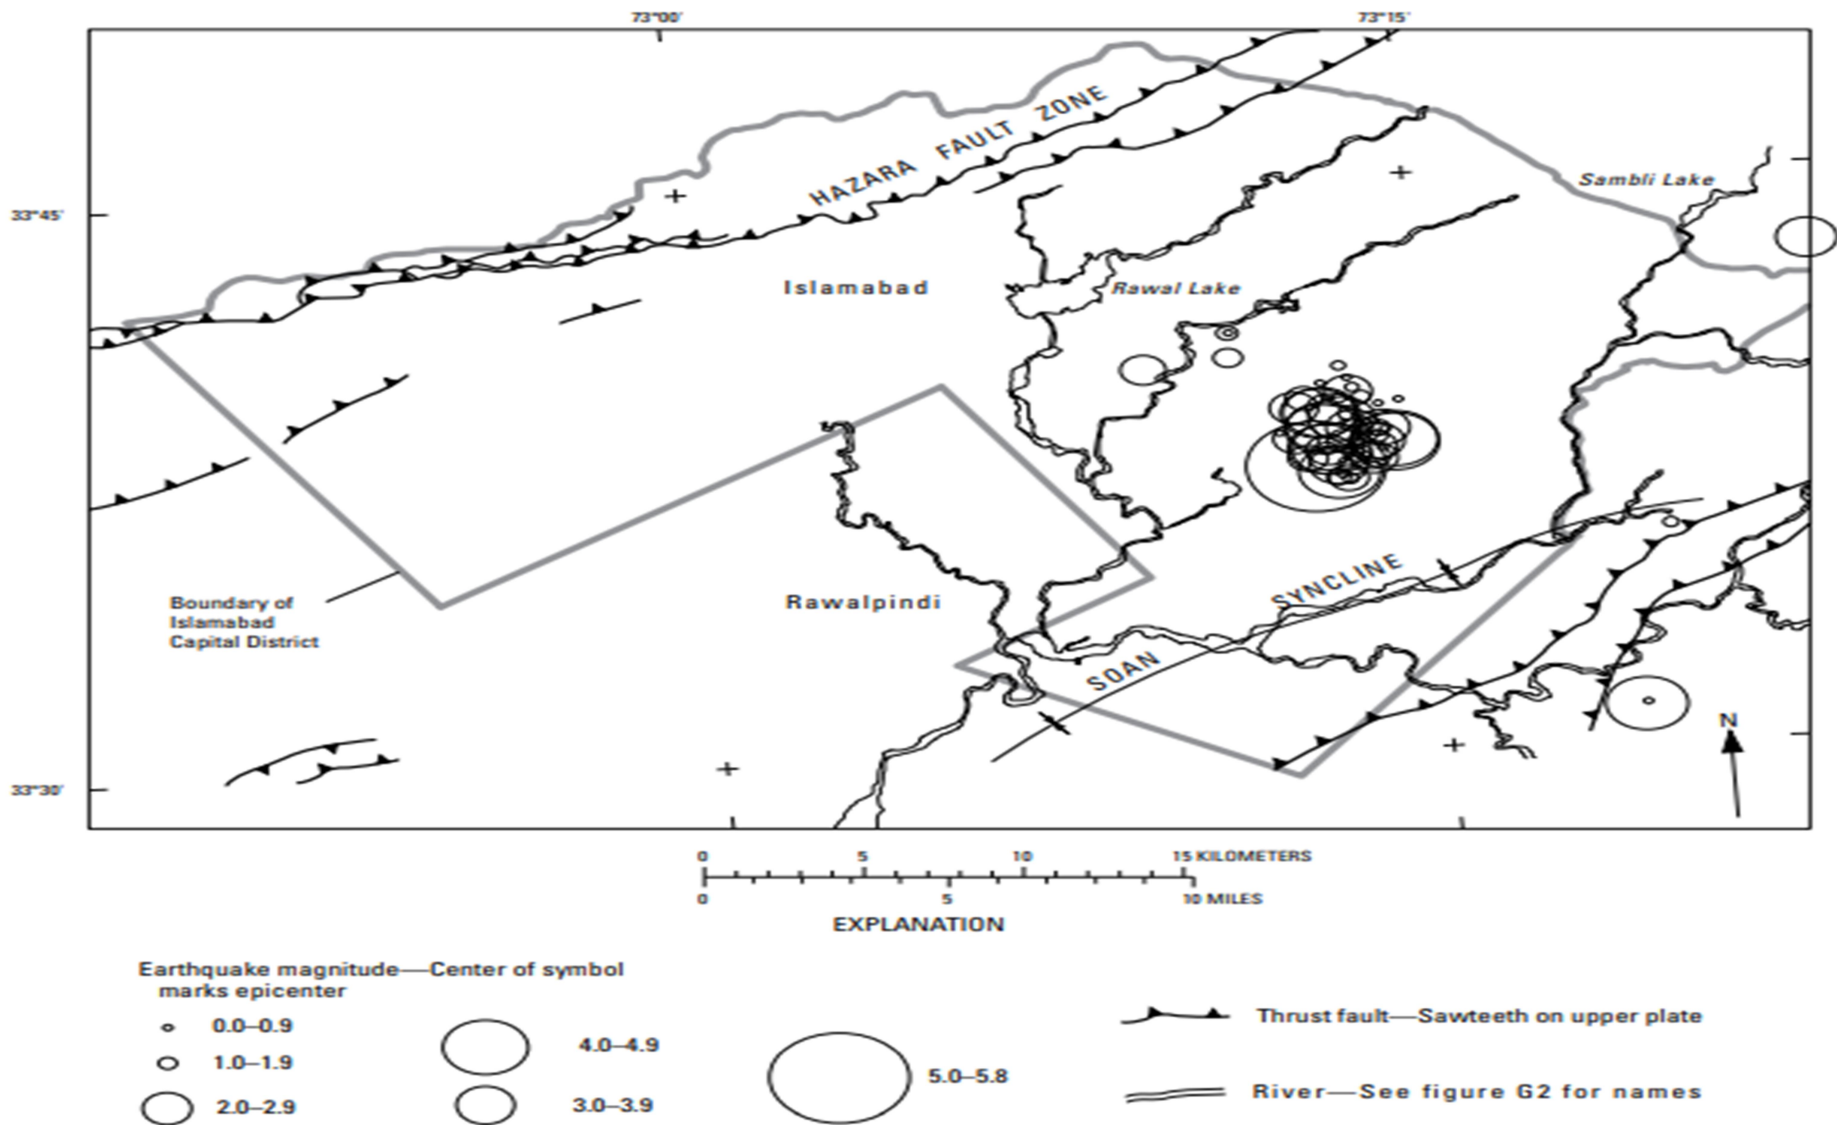 73°00'
73°15'
33°45'
HAZARA FAULT ZONE
Sambli Lake
Islamabad
Rawal Lake
Boundary of
Islamabad
Capital District
Rawalpindi
SOAN SYNCLINE
N
33°30'
0 5 10 15 KILOMETERS
0 5 10 MILES
EXPLANATION
Earthquake magnitude—Center of symbol
marks epicenter
0.0–0.9
1.0–1.9
2.0–2.9
4.0–4.9
3.0–3.9
5.0–5.8
Thrust fault—Sawteeth on upper plate
River—See figure G2 for names